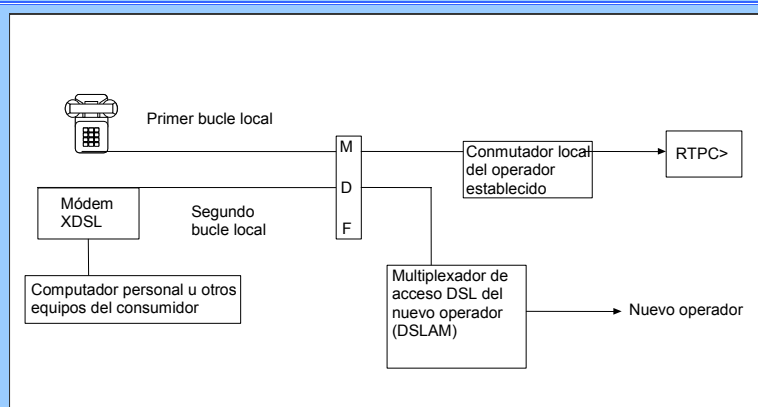 Primer bucle local
M
D
F
Conmutador local
del operador
establecido
RTPC>
Módem
XDSL
Segundo
bucle local
Computador personal u otros
equipos del consumidor
Multiplexador de
acceso DSL del
nuevo operador
(DSLAM)
Nuevo operador